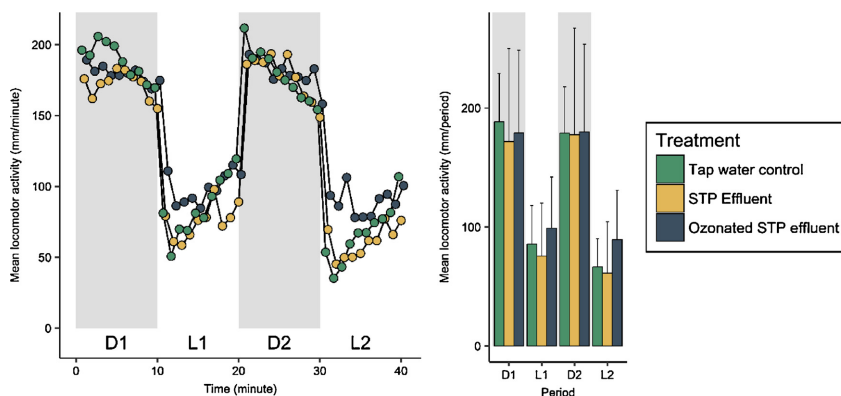 Mean locomotor activity (mm/minute)
200
150
100
50
0
D1 L1 D2 L2
0 10 20 30 40
Time (minute)
Mean locomotor activity (mm/period)
200
100
0
D1 L1 D2 L2
Period
Treatment
Tap water control
STP Effluent
Ozonated STP effluent